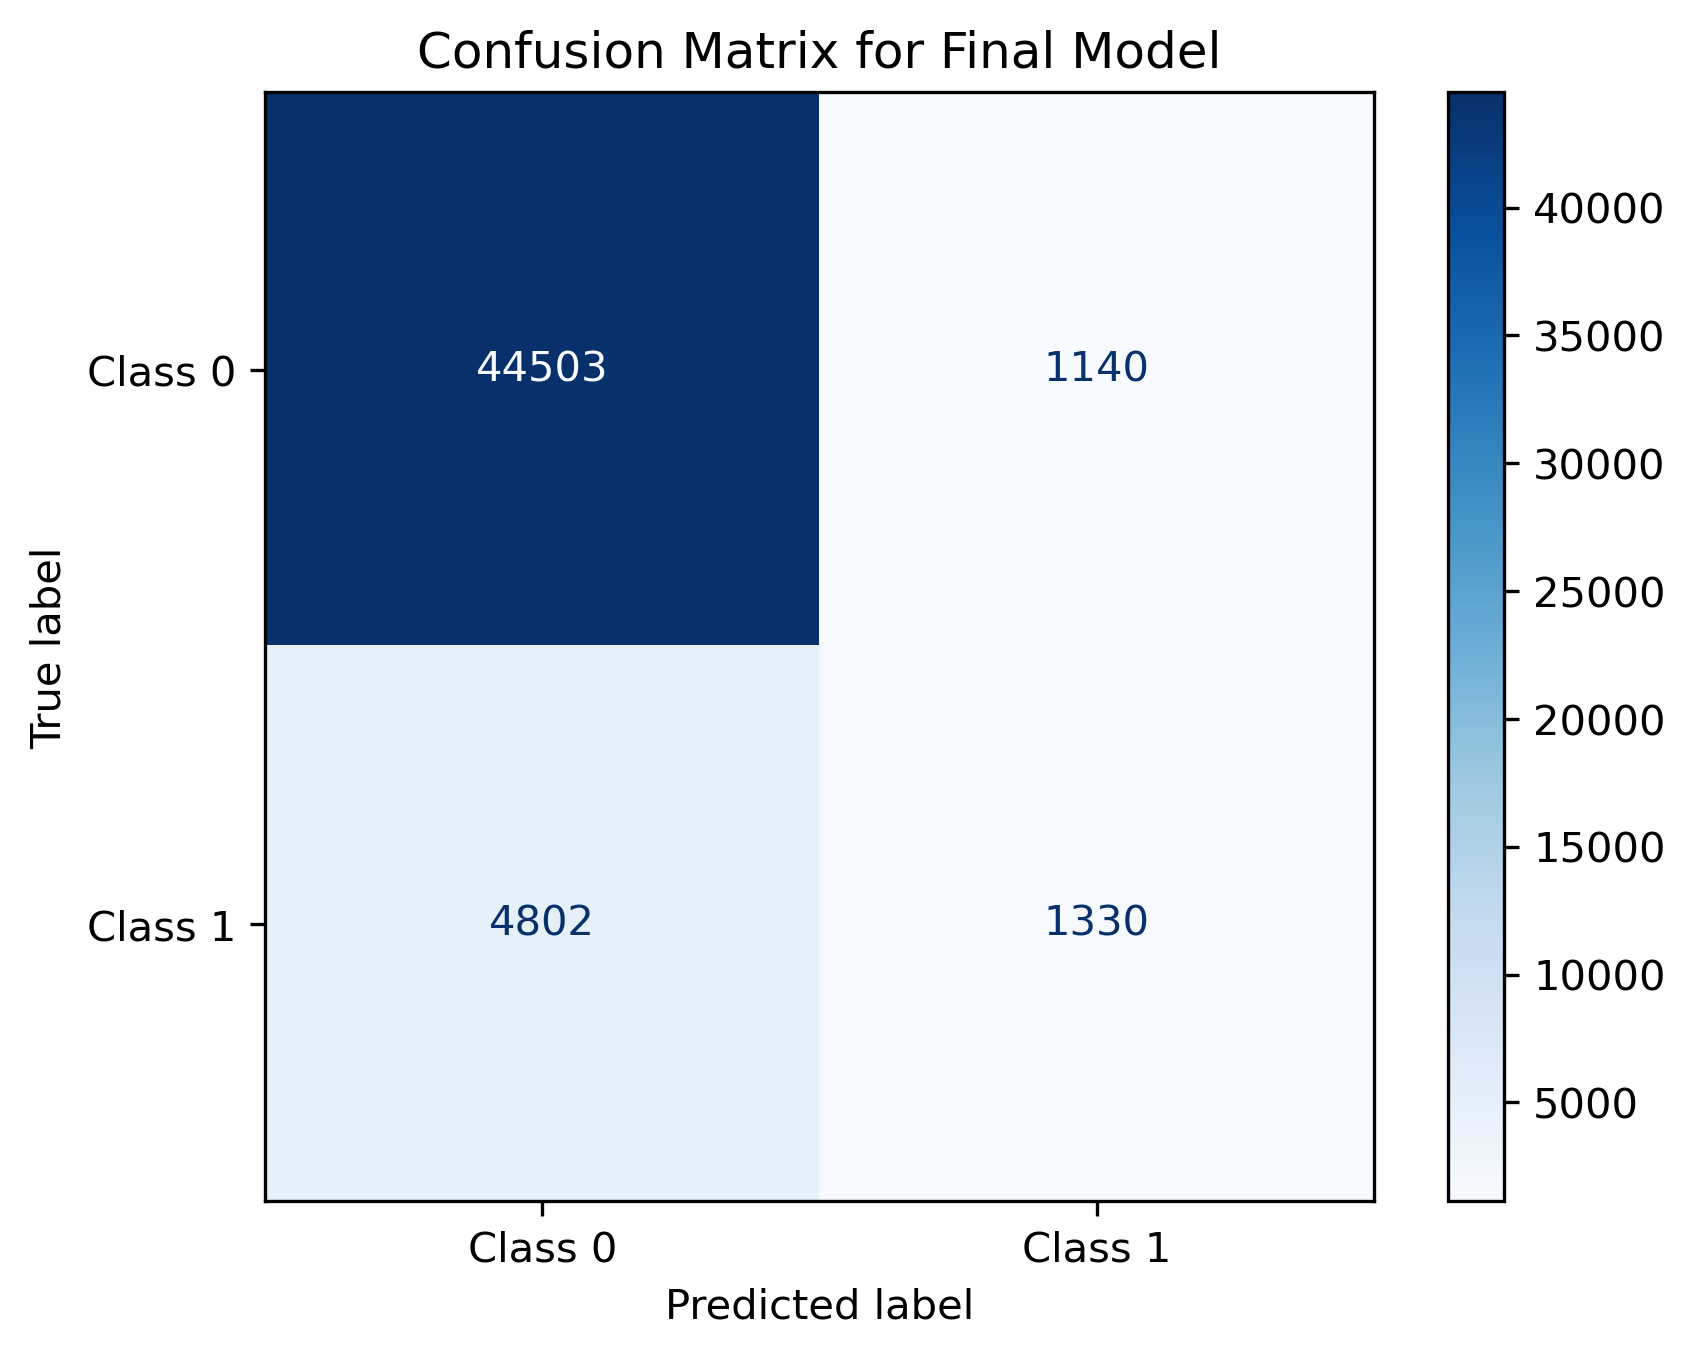 Confusion Matrix for Final Model
True label
Class 0
44503
1140
Class 1
4802
1330
Class 0
Class 1
Predicted label
40000
35000
30000
25000
20000
15000
10000
5000